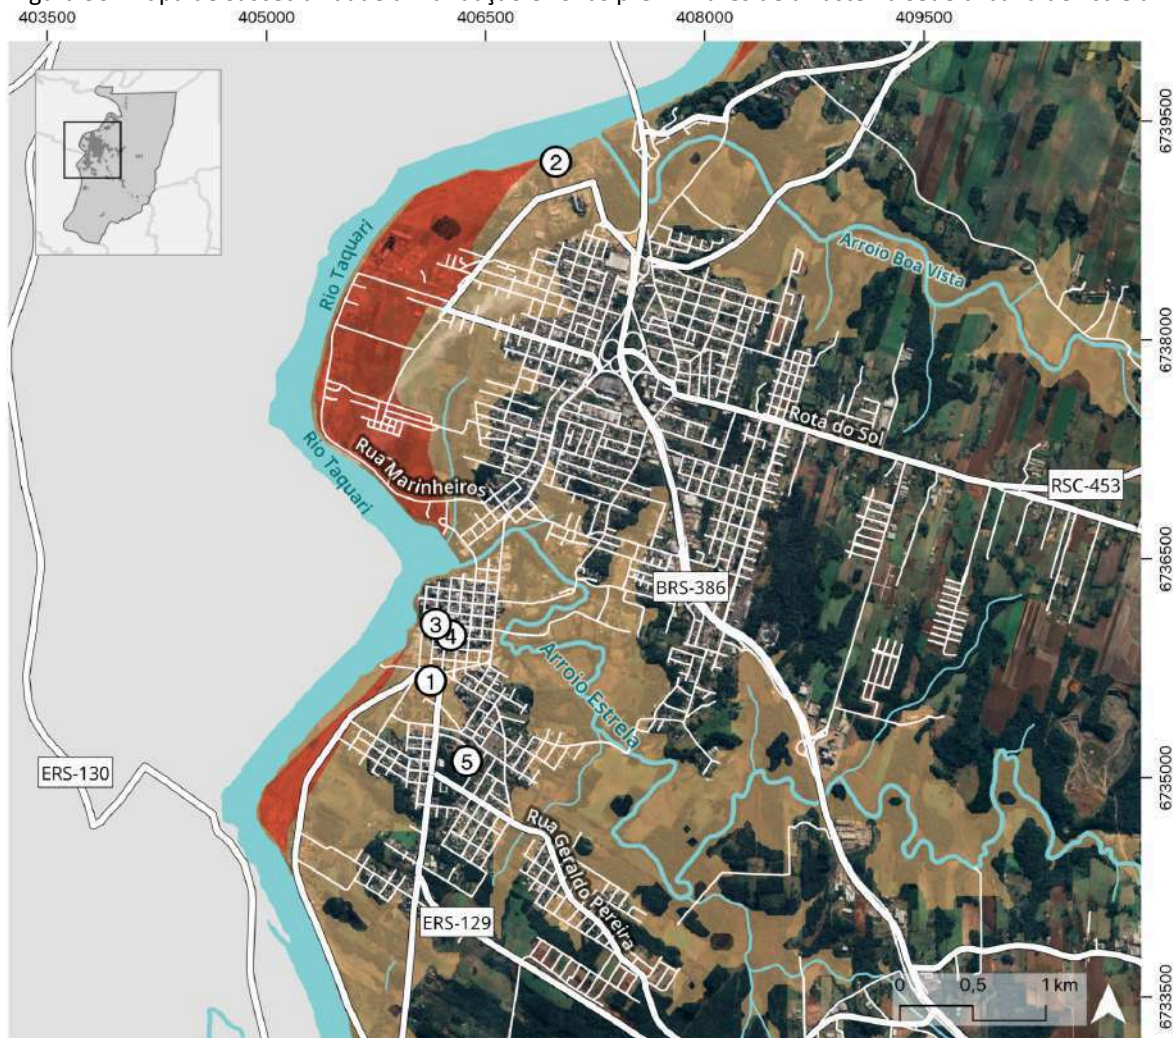 403500 405000 406500 408000 409500
6739500
2
Rio Taquari
Arroio Boa Vista
6738000
Rota do Sol
Rio Taquari
Rua Marinheiros
RSC-453
6736500
BRS-386
3
4
Arroio Estrela
1
5
ERS-130
6735000
Rua Geraldo Pereira
ERS-129
0 0,5 1 km
6733500